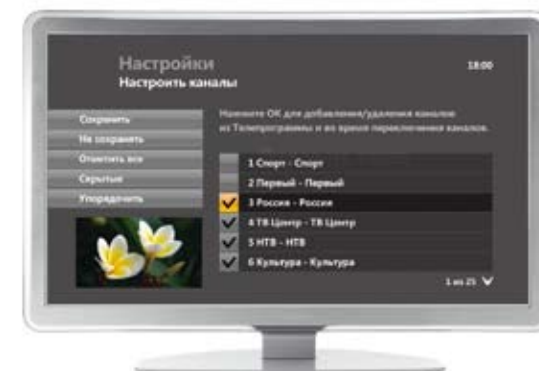 Настройки
18:00
Настроить каналы
Сохранить
Не сохранять
Отметить все
Скрытые
Упорядочить
Нажмите ОК для добавления/удаления каналов
из Телепрограммы и во время переключения каналов.
1 Спорт - Спорт
2 Первый - Первый
3 Россия - Россия
4 ТВ Центр - ТВ Центр
5 НТВ - НТВ
6 Культура - Культура
1 из 25